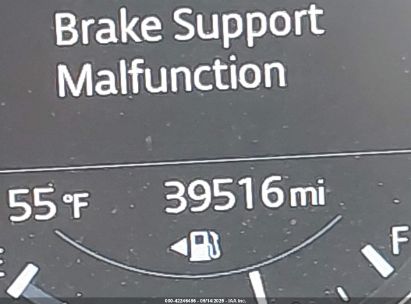 Brake Support
Malfunction
55°F 39516 mi
E F